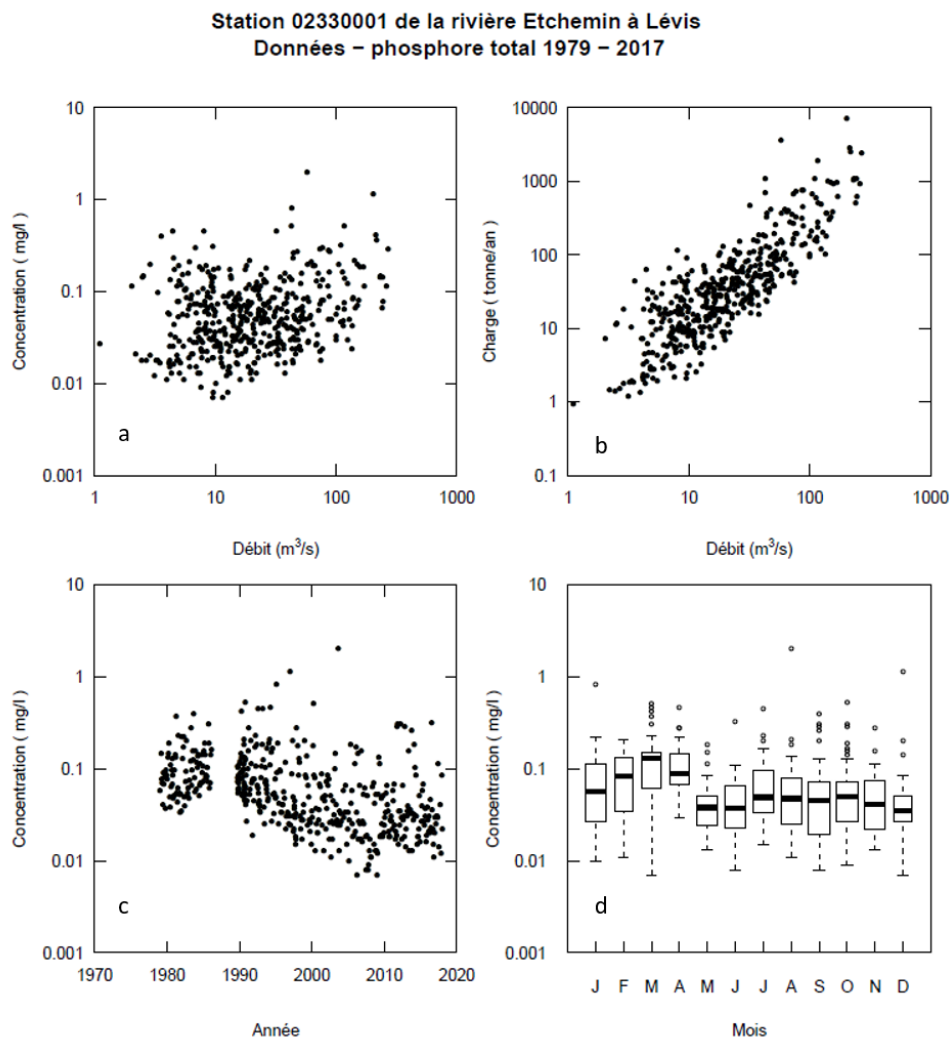 Station 02330001 de la rivière Etchemin à Lévis
Données − phosphore total 1979 − 2017
10
1
0.1
0.01
0.001
Concentration ( mg/l )
a
1 10 100 1000
Débit (m³/s)
10000
1000
100
10
1
0.1
Charge ( tonne/an )
b
1 10 100 1000
Débit (m³/s)
10
1
0.1
0.01
0.001
Concentration ( mg/l )
c
1970 1980 1990 2000 2010 2020
Année
10
1
0.1
0.01
0.001
Concentration ( mg/l )
d
J F M A M J J A S O N D
Mois